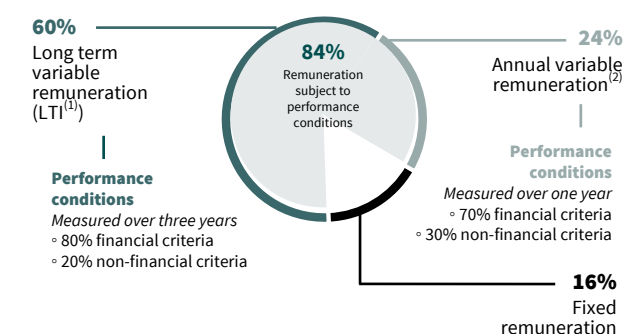 60%
Long term
variable
remuneration
(LTI(1))
Performance
conditions
Measured over three years
◦ 80% financial criteria
◦ 20% non-financial criteria
84%
Remuneration
subject to
performance
conditions
24%
Annual variable
remuneration(2)
Performance
conditions
Measured over one year
◦ 70% financial criteria
◦ 30% non-financial criteria
16%
Fixed
remuneration